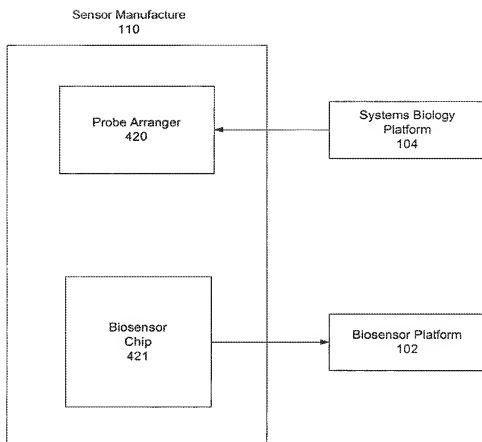 Sensor Manufacture
110
Probe Arranger
420
Systems Biology
Platform
104
Biosensor
Chip
421
Biosensor Platform
102